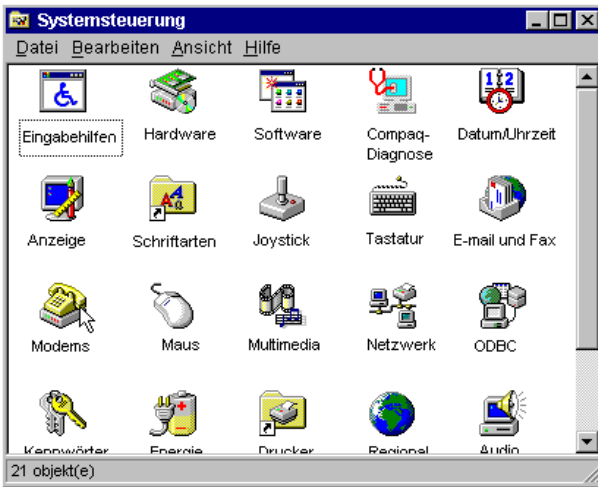 Systemsteuerung
Datei Bearbeiten Ansicht Hilfe
Eingabehilfen Hardware Software Compaq- Datum/Uhrzeit
Diagnose
Anzeige Schriftarten Joystick Tastatur E-mail und Fax
Modems Maus Multimedia Netzwerk ODBC
Kennwörter Energie Drucker Regional Audio
21 objekt(e)